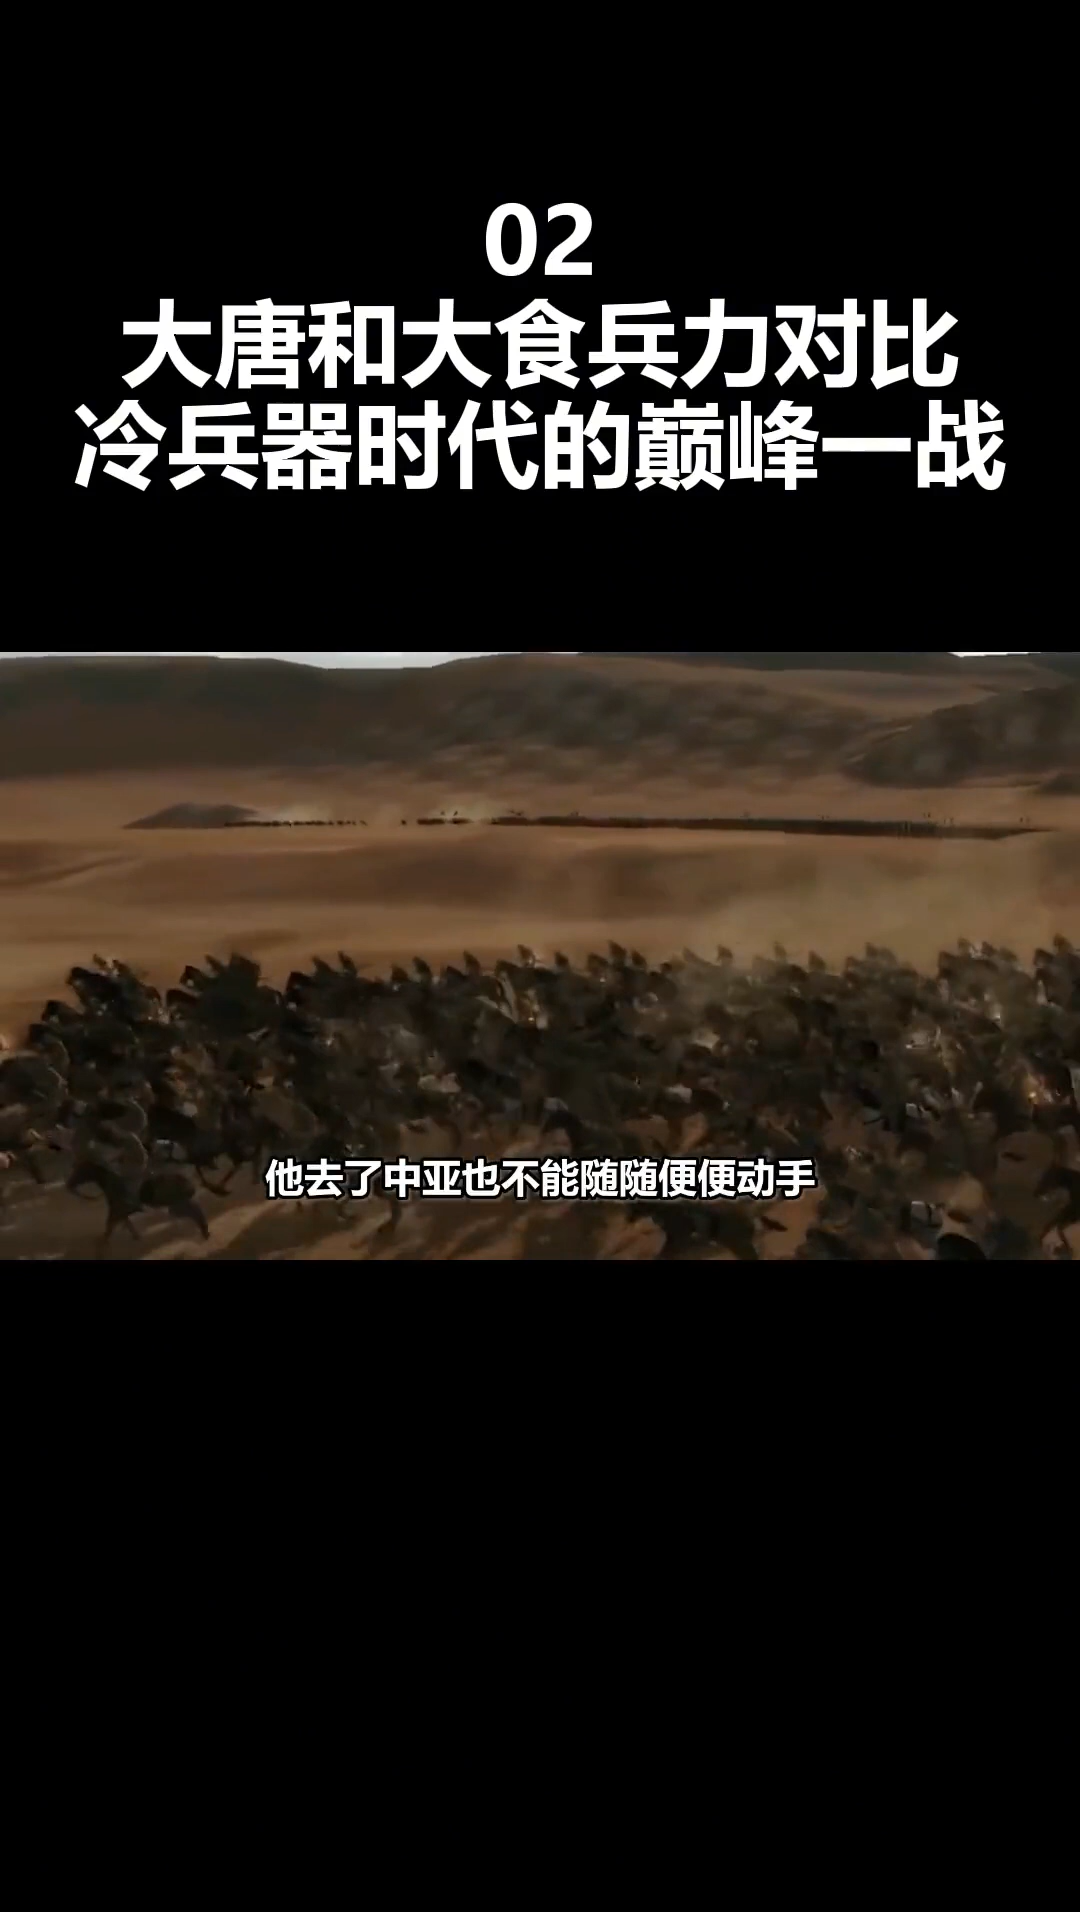 02
大唐和大食兵力对比
冷兵器时代的巅峰一战
他去了中亚也不能随随便便动手